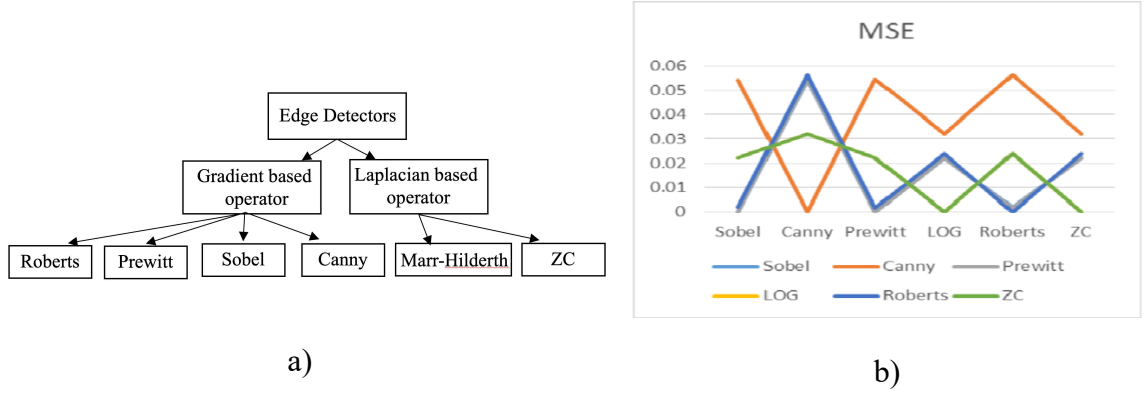 Edge Detectors
Gradient based
operator
Laplacian based
operator
Roberts
Prewitt
Sobel
Canny
Marr-Hilderth
ZC
a)
MSE
0.06
0.05
0.04
0.03
0.02
0.01
0
Sobel Canny Prewitt LOG Roberts ZC
Sobel Canny Prewitt
LOG Roberts ZC
b)